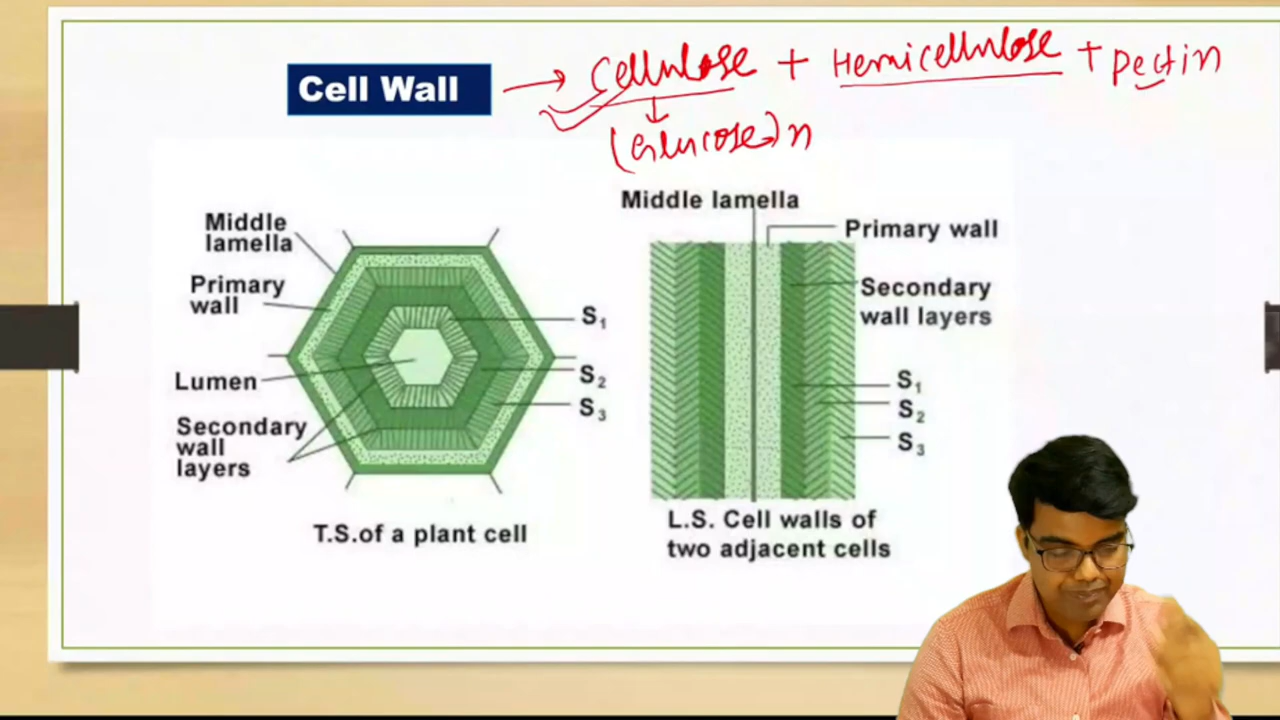 Cell Wall → Cellulose + Hemicellulose + Pectin
(Glucose)n
Middle lamella
Primary wall
Lumen
Secondary wall layers
S1
S2
S3
T.S.of a plant cell
Middle lamella
Primary wall
Secondary wall layers
S1
S2
S3
L.S. Cell walls of
two adjacent cells